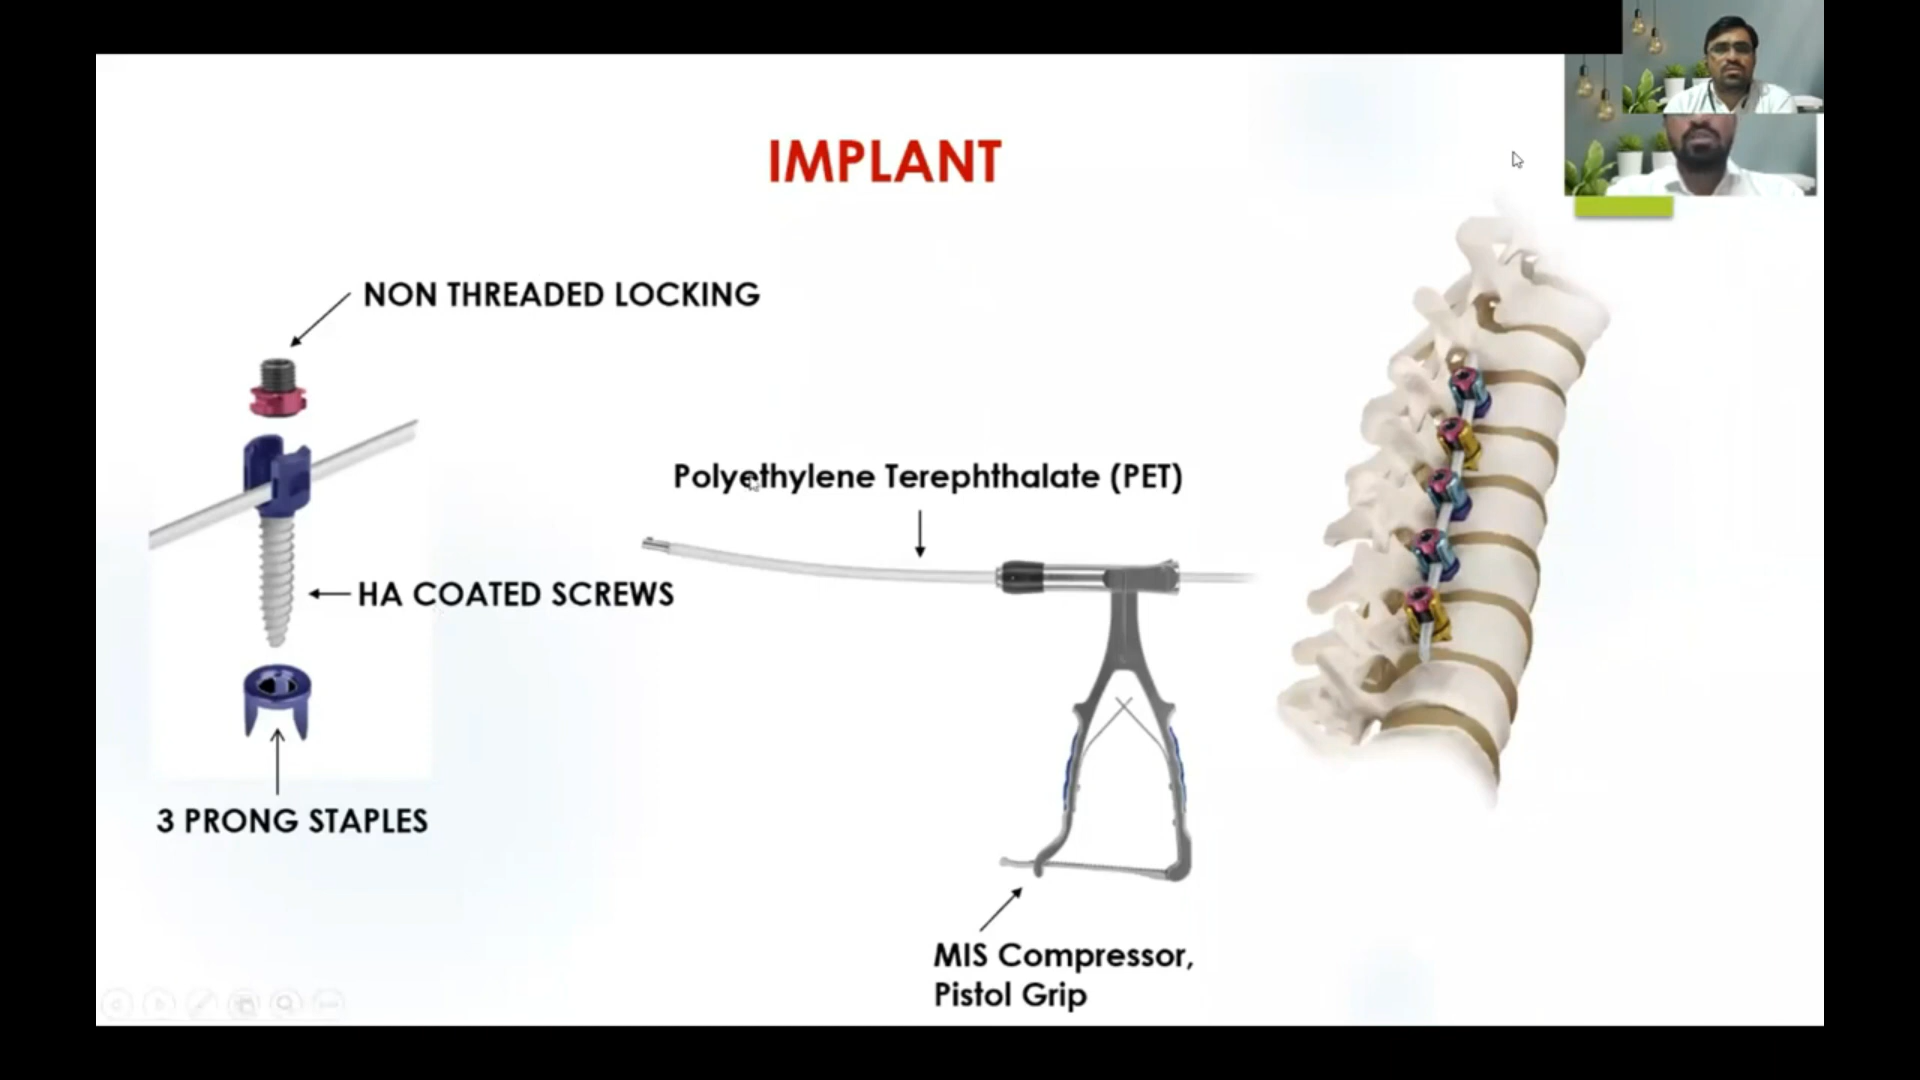 IMPLANT
NON THREADED LOCKING
Polyethylene Terephthalate (PET)
HA COATED SCREWS
3 PRONG STAPLES
MIS Compressor,
Pistol Grip